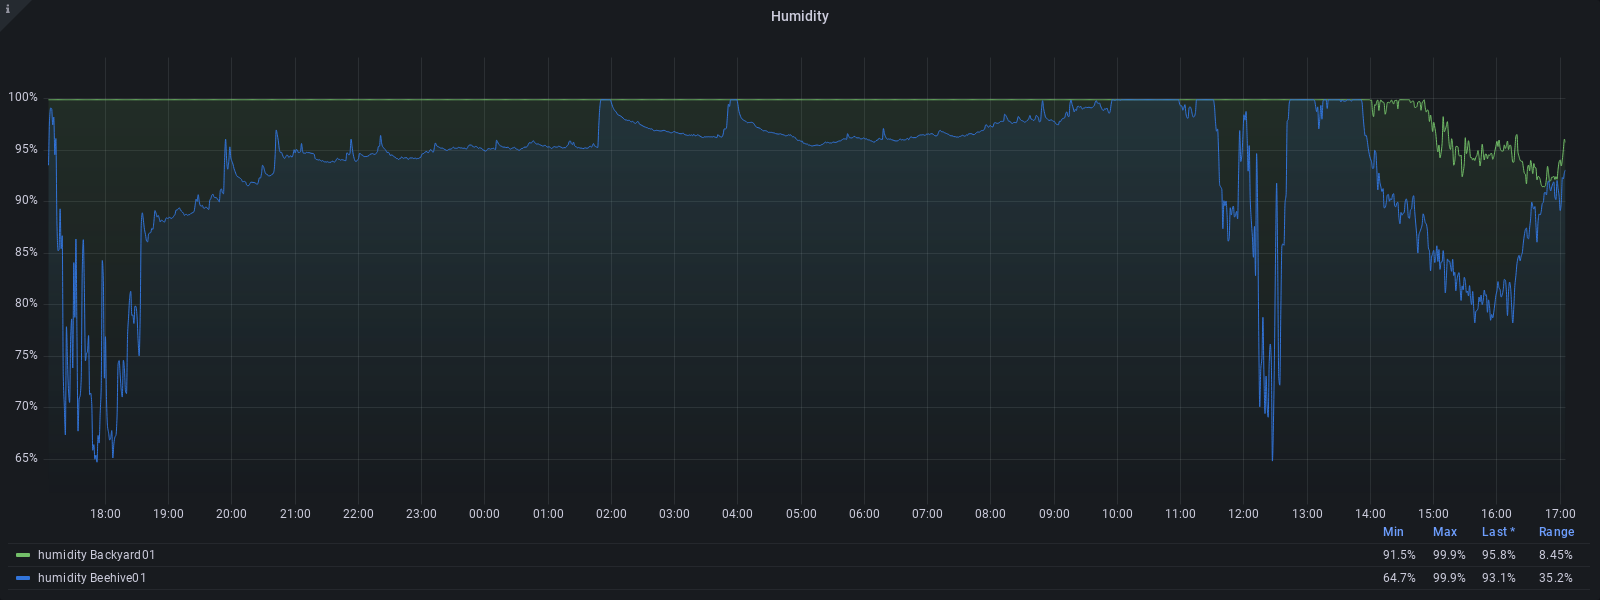 i
Humidity
100%
95%
90%
85%
80%
75%
70%
65%
18:00 19:00 20:00 21:00 22:00 23:00 00:00 01:00 02:00 03:00 04:00 05:00 06:00 07:00 08:00 09:00 10:00 11:00 12:00 13:00 14:00 15:00 16:00 17:00
Min Max Last * Range
humidity Backyard01 91.5% 99.9% 95.8% 8.45%
humidity Beehive01 64.7% 99.9% 93.1% 35.2%